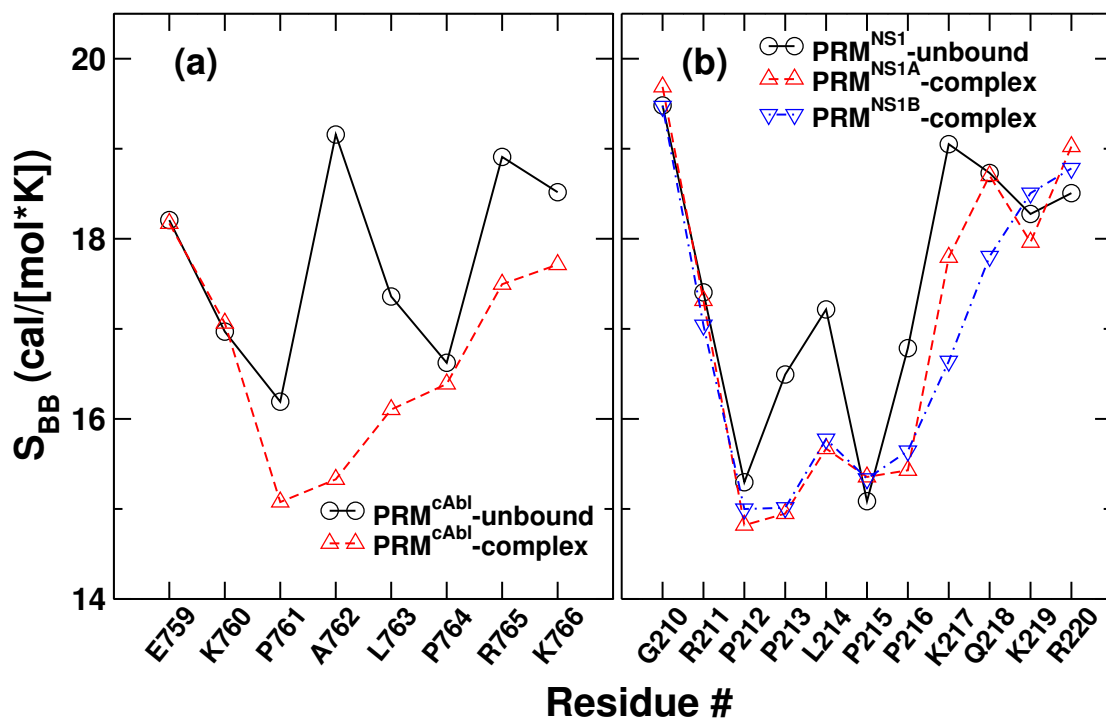 (a)
(b)
PRM^NS1-unbound
PRM^NS1A-complex
PRM^NS1B-complex
PRM^cAbl-unbound
PRM^cAbl-complex
S_BB (cal/[mol*K])
20
18
16
14
E759 K760 P761 A762 L763 P764 R765 K766
G210 R211 P212 P213 L214 P215 P216 K217 Q218 K219 R220
Residue #